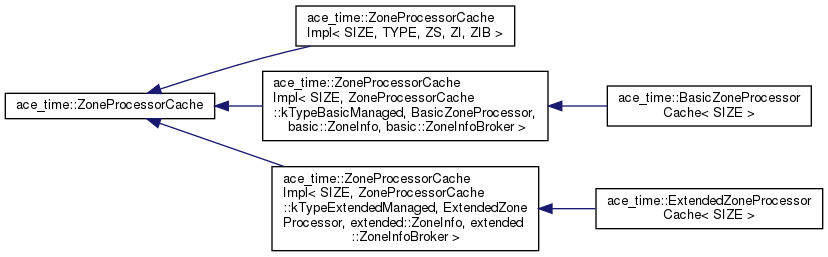 ace_time::ZoneProcessorCache
Impl< SIZE, TYPE, ZS, ZI, ZIB >
ace_time::ZoneProcessorCache
ace_time::ZoneProcessorCache
Impl< SIZE, ZoneProcessorCache
::kTypeBasicManaged, BasicZoneProcessor,
basic::ZoneInfo, basic::ZoneInfoBroker >
ace_time::BasicZoneProcessor
Cache< SIZE >
ace_time::ZoneProcessorCache
Impl< SIZE, ZoneProcessorCache
::kTypeExtendedManaged, ExtendedZone
Processor, extended::ZoneInfo, extended
::ZoneInfoBroker >
ace_time::ExtendedZoneProcessor
Cache< SIZE >